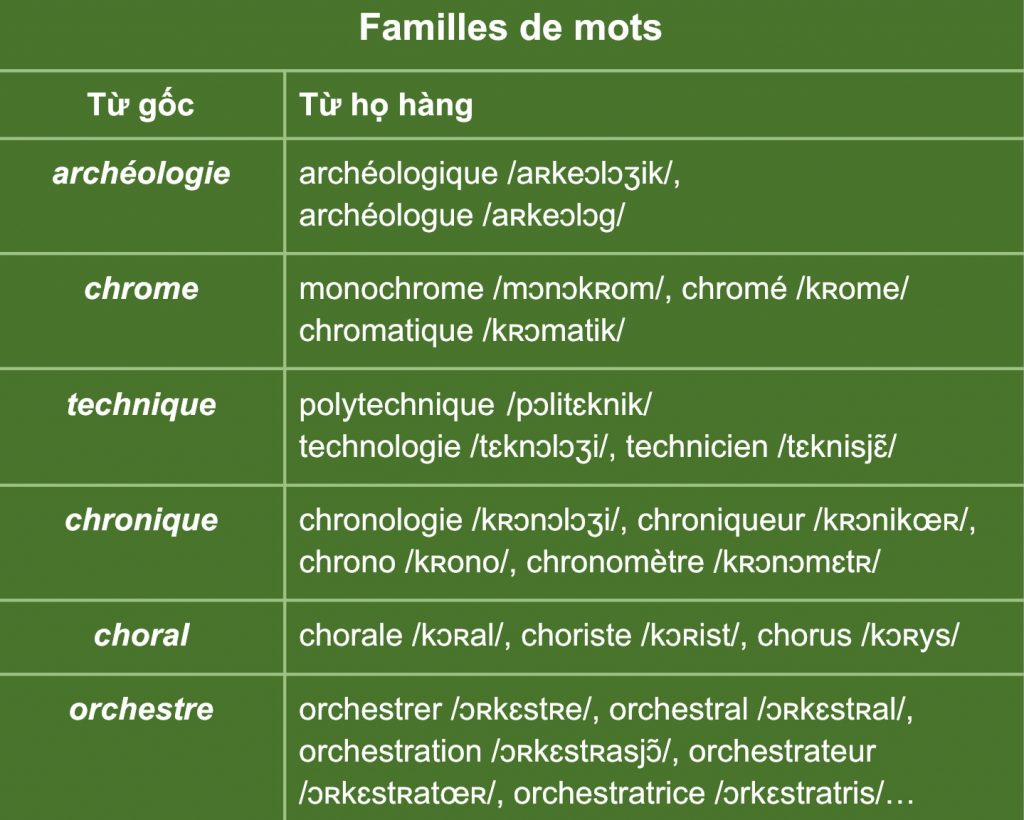 Familles de mots
Từ gốc
Từ họ hàng
archéologie
archéologique /aʀkeɔlɔʒik/,
archéologue /aʀkeɔlɔg/
chrome
monochrome /mɔnɔkʀom/, chromé /kʀome/
chromatique /kʀɔmatik/
technique
polytechnique /pɔlitɛknik/
technologie /tɛknɔlɔʒi/, technicien /tɛknisjɛ̃/
chronique
chronologie /kʀɔnɔlɔʒi/, chroniqueur /kʀɔnikœʀ/,
chrono /kʀono/, chronomètre /kʀɔnɔmɛtʀ/
choral
chorale /kɔʀal/, choriste /kɔʀist/, chorus /kɔʀys/
orchestre
orchestrer /ɔʀkɛstʀe/, orchestral /ɔʀkɛstʀal/,
orchestration /ɔʀkɛstʀasjɔ̃/, orchestrateur
/ɔʀkɛstʀatœʀ/, orchestratrice /ɔrkɛstratris/…